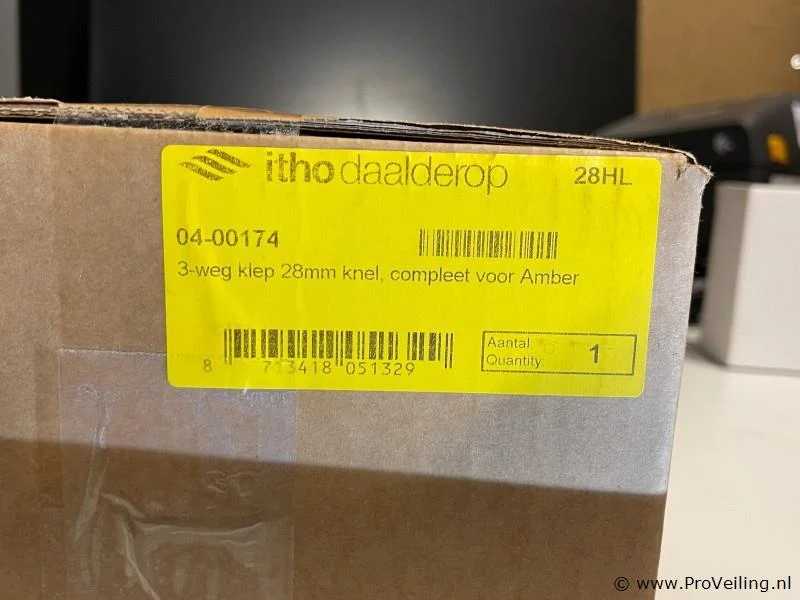 itho daalderop 28HL
04-00174
3-weg kiep 28mm knel, compleet voor Amber
Aantal:
Quantity: 1
8 713418 051329
© www.ProVeiling.nl